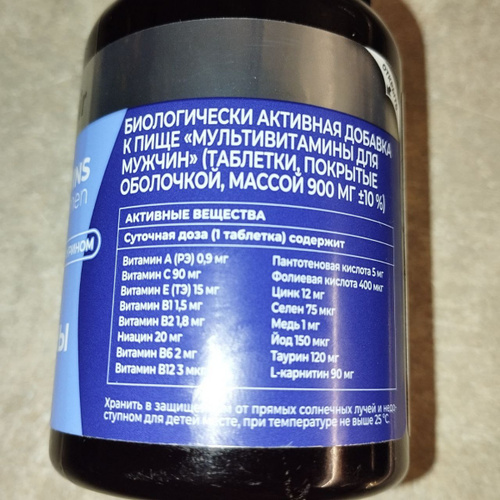 NS
en
тином
Ы
БИОЛОГИЧЕСКИ АКТИВНАЯ ДОБАВКА
К ПИЩЕ «МУЛЬТИВИТАМИНЫ ДЛЯ
МУЖЧИН» (ТАБЛЕТКИ, ПОКРЫТЫЕ
ОБОЛОЧКОЙ, МАССОЙ 900 МГ ±10 %)
АКТИВНЫЕ ВЕЩЕСТВА
Суточная доза (1 таблетка) содержит
Витамин А (РЭ) 0,9 мг
Витамин С 90 мг
Витамин Е (ТЭ) 15 мг
Витамин В1 1,5 мг
Витамин В2 1,8 мг
Ниацин 20 мг
Витамин В6 2 мг
Витамин В12 3 мкг
Пантотеновая кислота 5 мг
Фолиевая кислота 400 мкг
Цинк 12 мг
Селен 75 мкг
Медь 1 мг
Йод 150 мкг
Таурин 120 мг
L-карнитин 90 мг
Хранить в защищенном от прямых солнечных лучей и недо-
ступном для детей месте, при температуре не выше 25 °С.